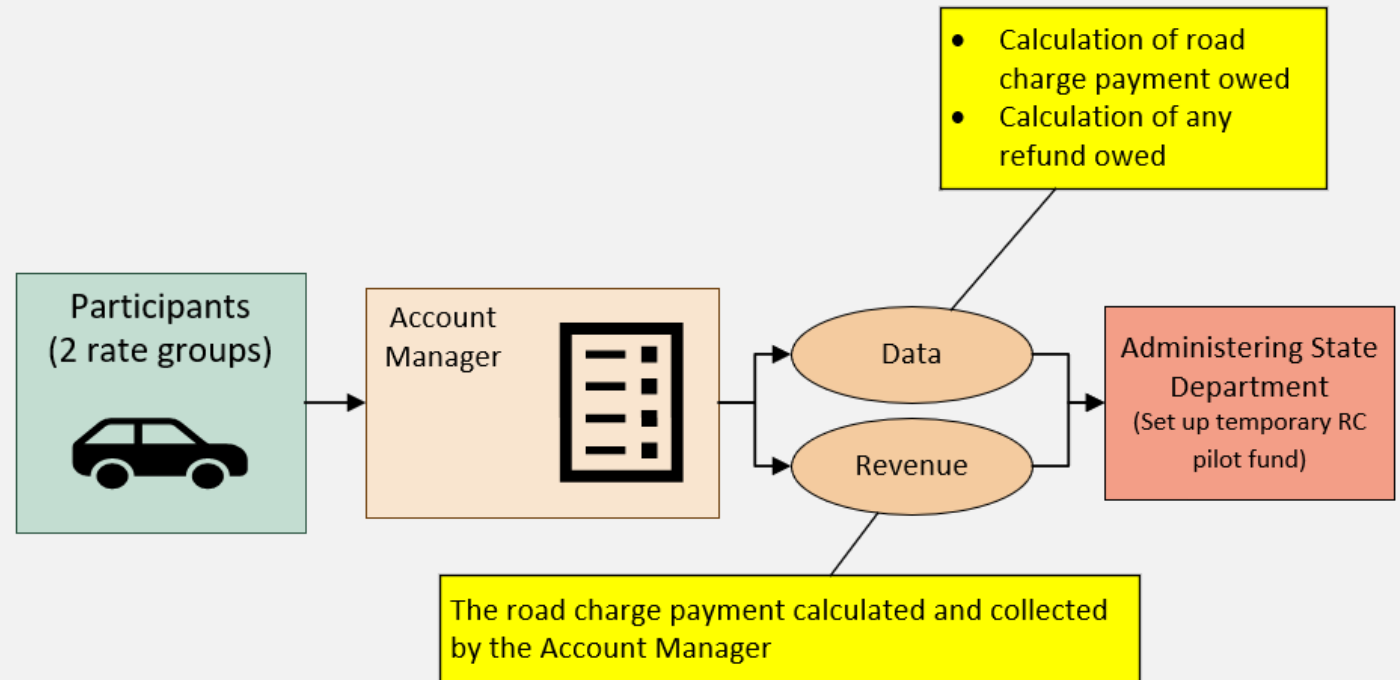 • Calculation of road
charge payment owed
• Calculation of any
refund owed
Participants
(2 rate groups)
Account
Manager
Data
Revenue
Administering State
Department
(Set up temporary RC
pilot fund)
The road charge payment calculated and collected
by the Account Manager